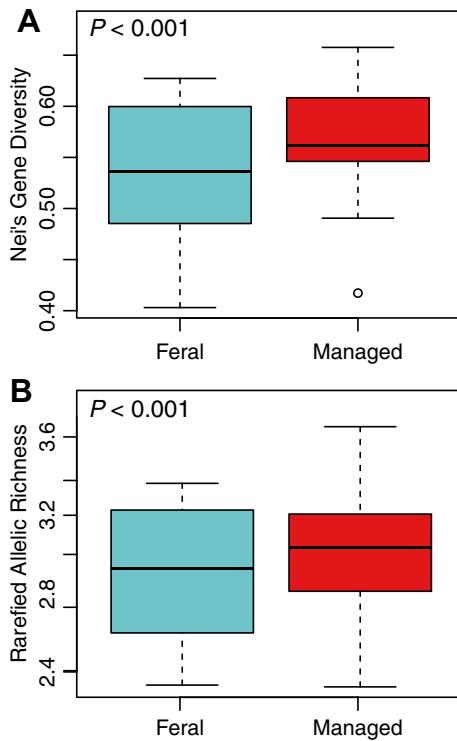 A
P < 0.001
Nei's Gene Diversity
0.60
0.50
0.40
Feral Managed
B
P < 0.001
Rarefied Allelic Richness
3.6
3.2
2.8
2.4
Feral Managed